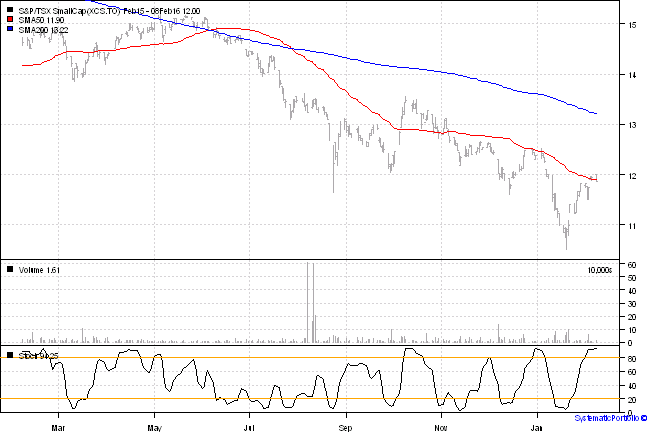 S&P/TSX SmallCap(XCS.TO) Feb15 - 06Feb16 12.00
SMA50 11.90
SMA200 13.22
15
14
13
12
11
Volume 1.61
10,000s
60
50
40
30
20
10
0
80
60
40
20
0
Mar May Jul Sep Nov Jan
SystematicPortfolio ©